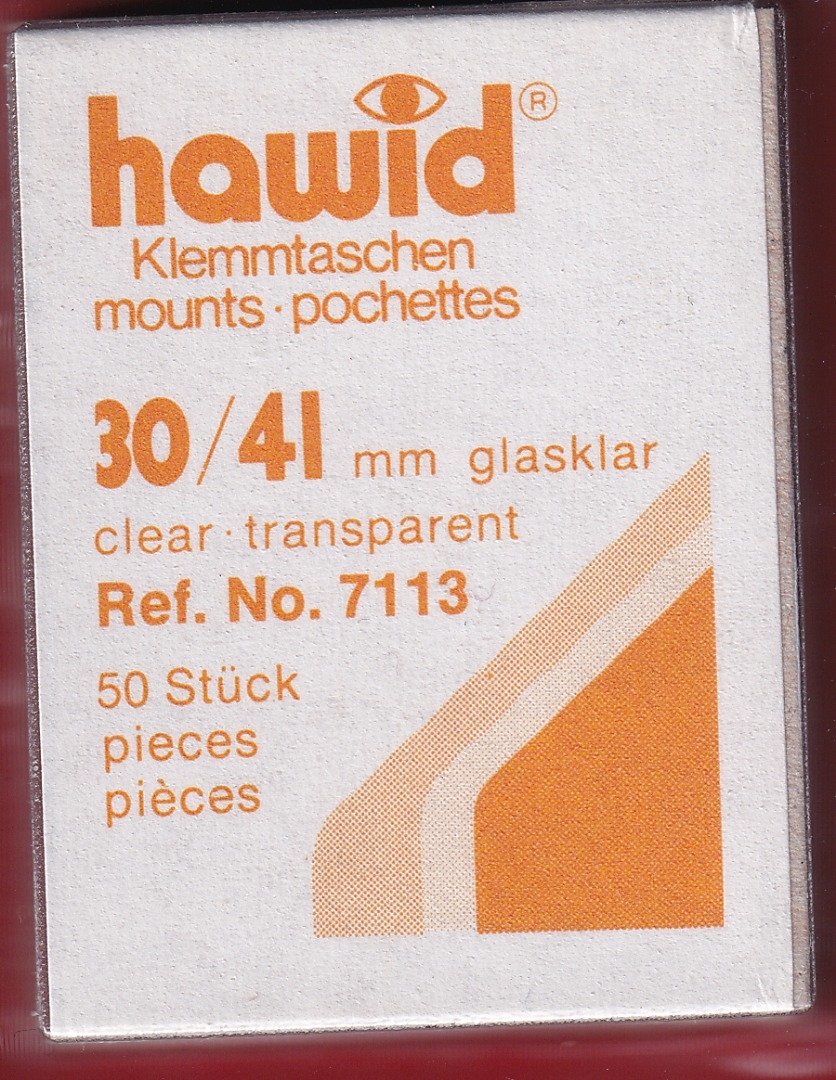 hawid®
Klemmtaschen
mounts · pochettes
30/41 mm glasklar
clear · transparent
Ref. No. 7113
50 Stück
pieces
pièces